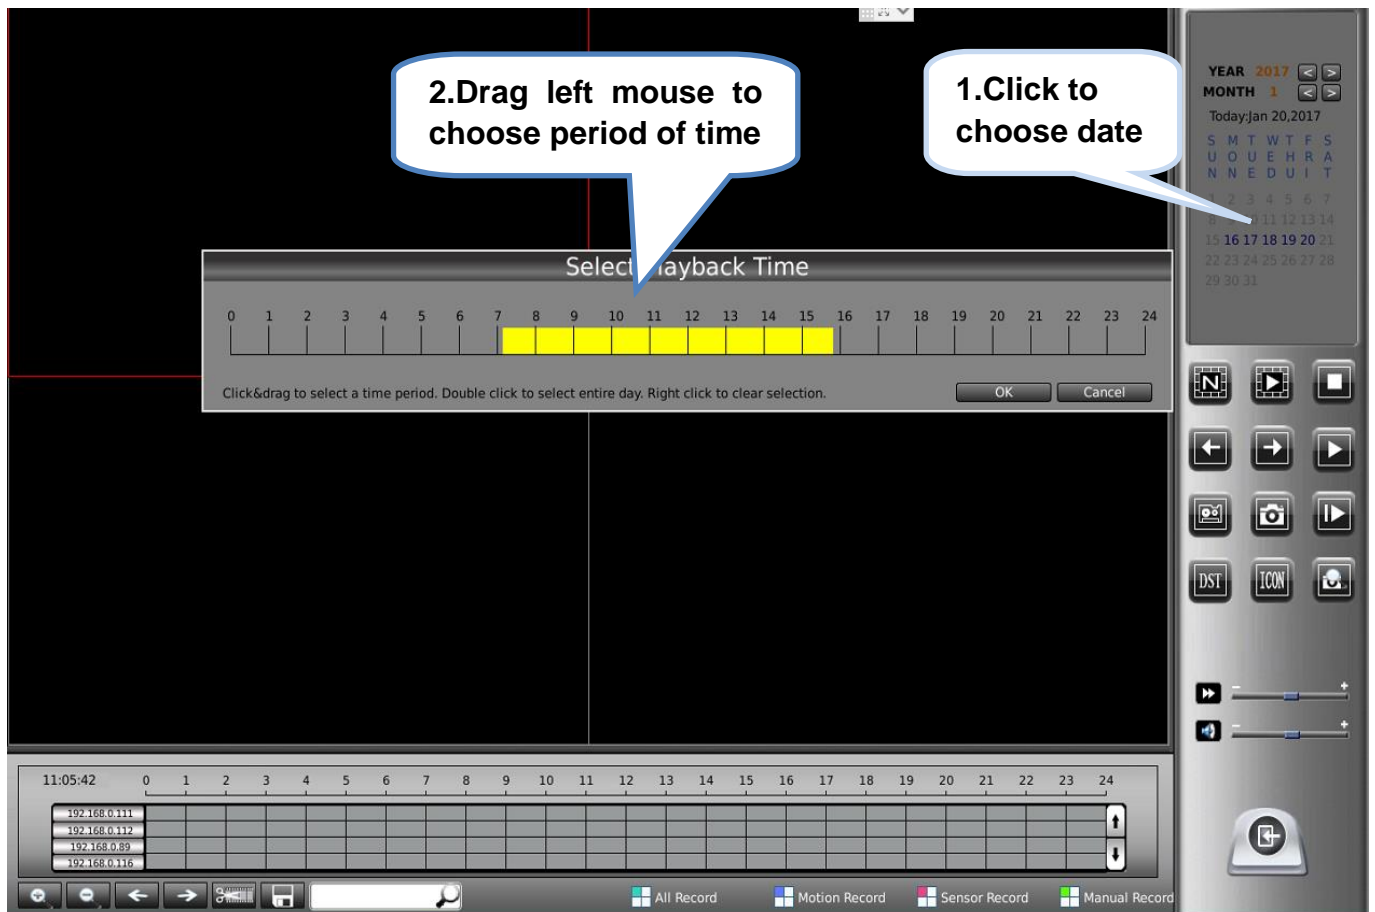 2.Drag left mouse to
choose period of time
1.Click to
choose date
YEAR 2017 < >
MONTH 1 < >
Today:Jan 20,2017
S M T W T F S
U O U E H R A
N N E D U I T
1 2 3 4 5 6 7
8 11 12 13 14
15 16 17 18 19 20 21
22 23 24 25 26 27 28
29 30 31
Select Playback Time
0 1 2 3 4 5 6 7 8 9 10 11 12 13 14 15 16 17 18 19 20 21 22 23 24
Click&drag to select a time period. Double click to select entire day. Right click to clear selection.
OK Cancel
N
DST ICON
- +
- +
11:05:42 0 1 2 3 4 5 6 7 8 9 10 11 12 13 14 15 16 17 18 19 20 21 22 23 24
192.168.0.111
192.168.0.112
192.168.0.89
192.168.0.116
All Record Motion Record Sensor Record Manual Record